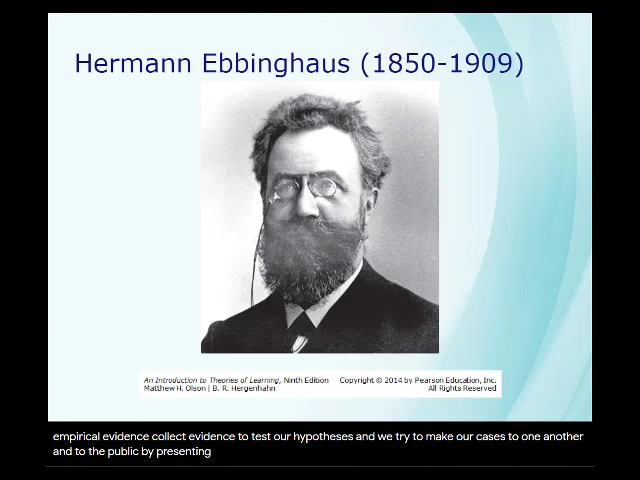 Hermann Ebbinghaus (1850-1909)
An Introduction to Theories of Learning, Ninth Edition
Matthew H. Olson | B. R. Hergenhahn
Copyright © 2014 by Pearson Education, Inc.
All Rights Reserved
empirical evidence collect evidence to test our hypotheses and we try to make our cases to one another
and to the public by presenting